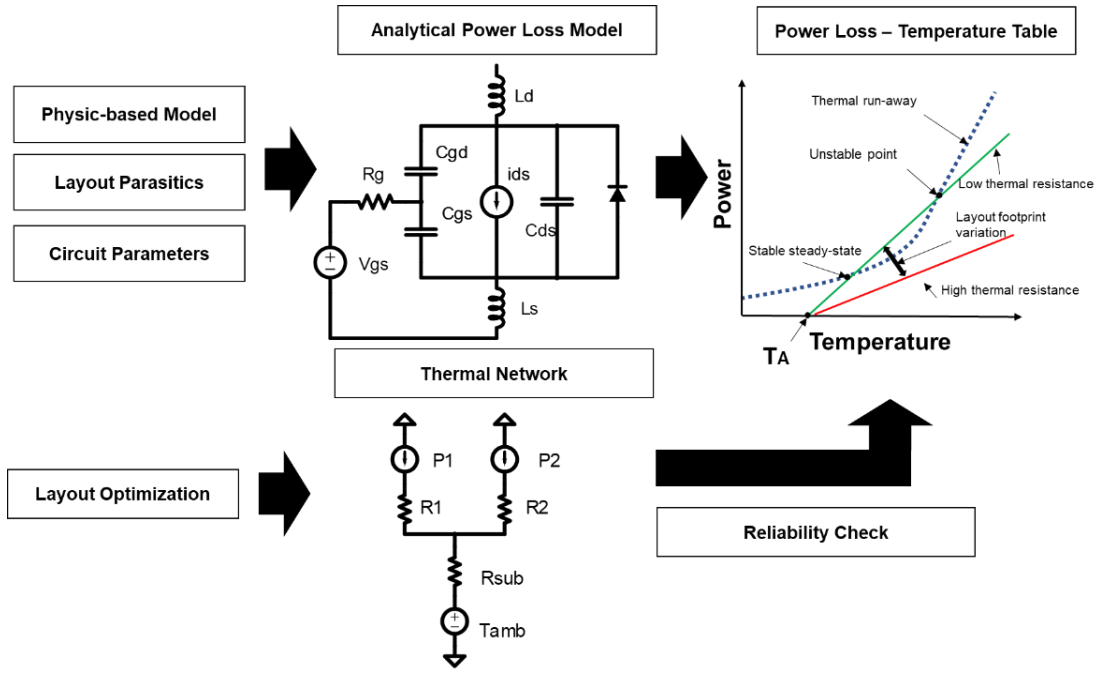 Analytical Power Loss Model
Power Loss – Temperature Table
Physic-based Model
Layout Parasitics
Circuit Parameters
Ld
Cgd
Rg
ids
Cgs
Cds
Vgs
Ls
Power
Thermal run-away
Unstable point
Low thermal resistance
Layout footprint
variation
Stable steady-state
High thermal resistance
TA
Temperature
Thermal Network
Layout Optimization
P1
P2
R1
R2
Rsub
Tamb
Reliability Check